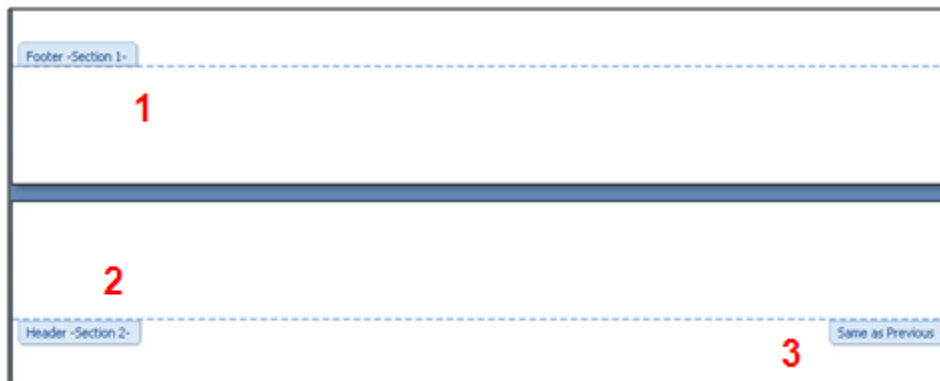 Footer -Section 1-
1
2
Header -Section 2-
Same as Previous
3